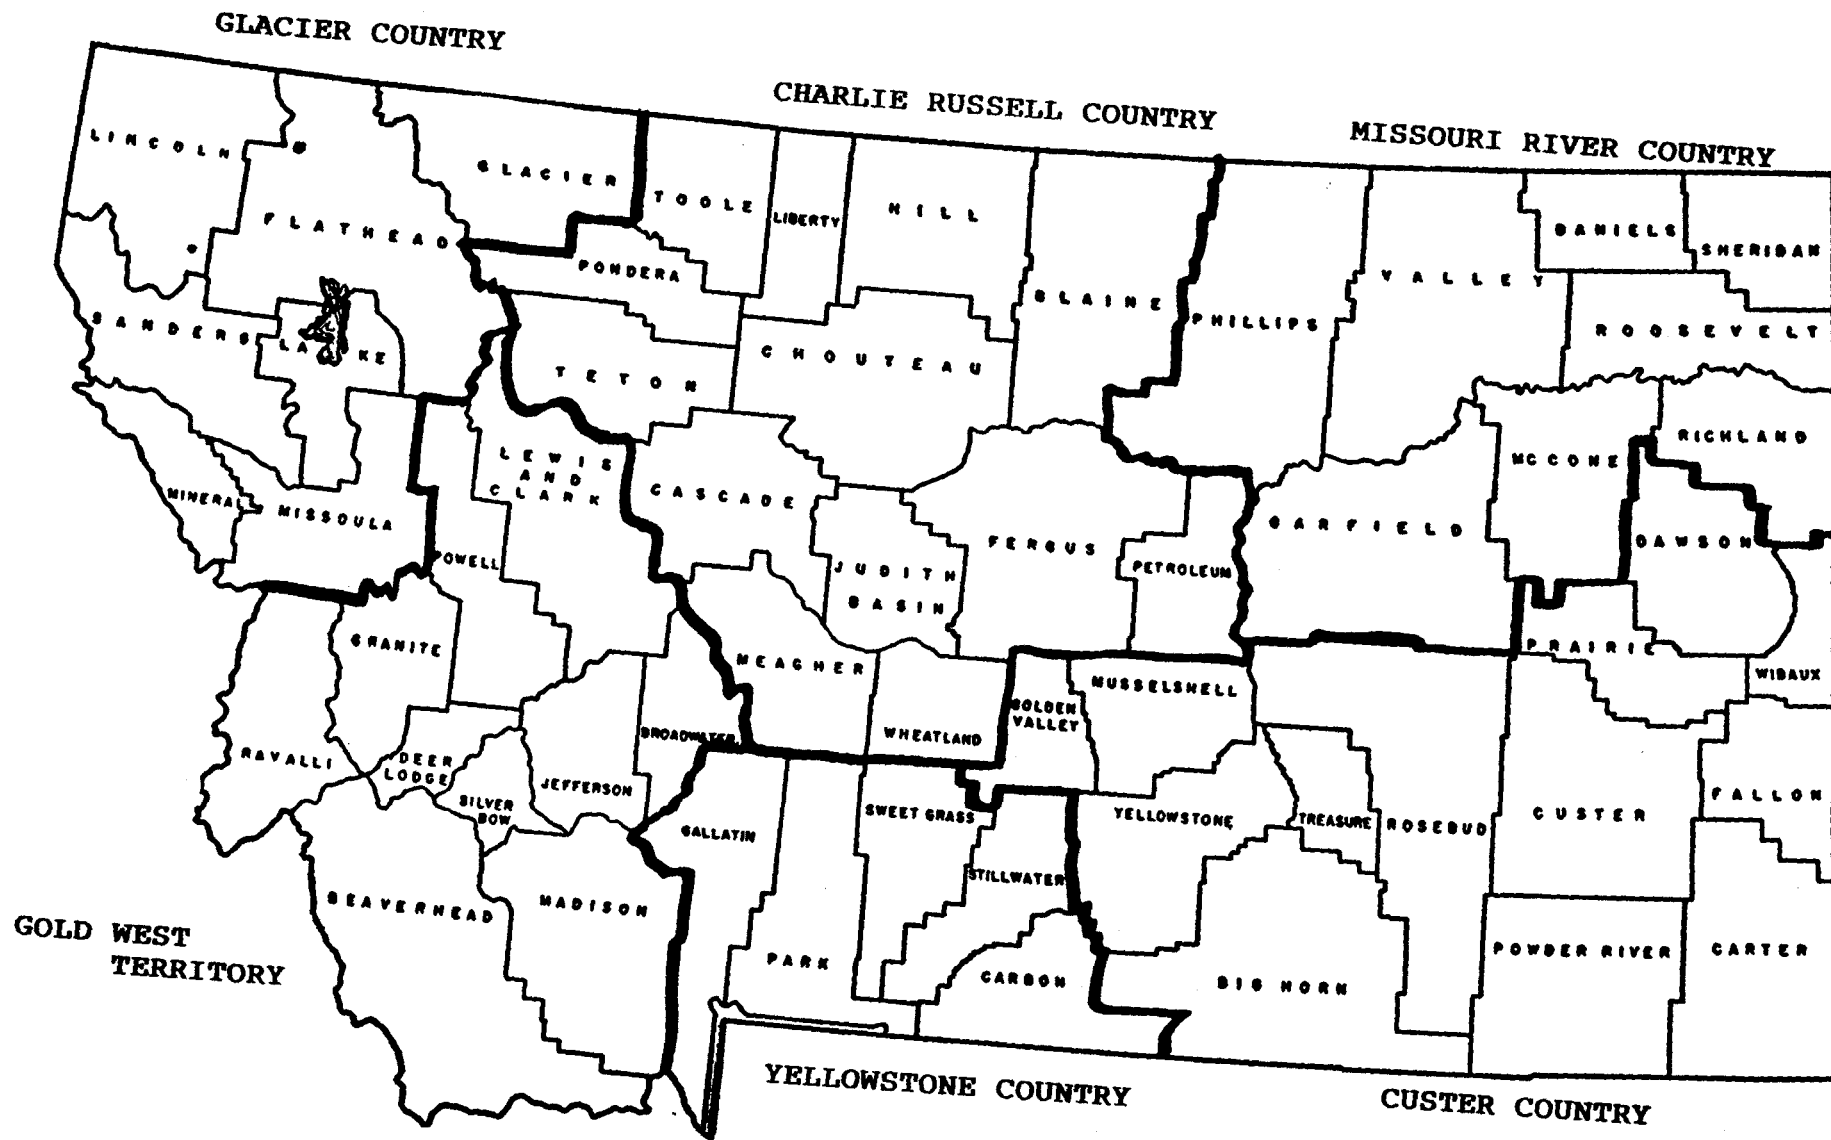 GLACIER COUNTRY
CHARLIE RUSSELL COUNTRY
MISSOURI RIVER COUNTRY
LINCOLN
GLACIER
TOOLE
LIBERTY
HILL
DANIELS
SHERIDAN
FLATHEAD
PONDERA
BLAINE
VALLEY
PHILLIPS
ROOSEVELT
SANDERS
LAKE
TETON
CHOUTEAU
RICHLAND
LEWIS
AND
CLARK
CASCADE
MCCONE
MINERAL
MISSOULA
FERGUS
GARFIELD
DAWSON
POWELL
JUDITH
BASIN
PETROLEUM
GRANITE
MEAGHER
PRAIRIE
WIBAUX
MUSSELSHELL
GOLDEN
VALLEY
BROADWATER
WHEATLAND
RAVALLI
DEER
LODGE
JEFFERSON
SILVER
BOW
GALLATIN
SWEET GRASS
YELLOWSTONE
TREASURE
ROSEBUD
CUSTER
FALLON
STILLWATER
BEAVERHEAD
MADISON
GOLD WEST
TERRITORY
PARK
CARBON
BIG HORN
POWDER RIVER
CARTER
YELLOWSTONE COUNTRY
CUSTER COUNTRY